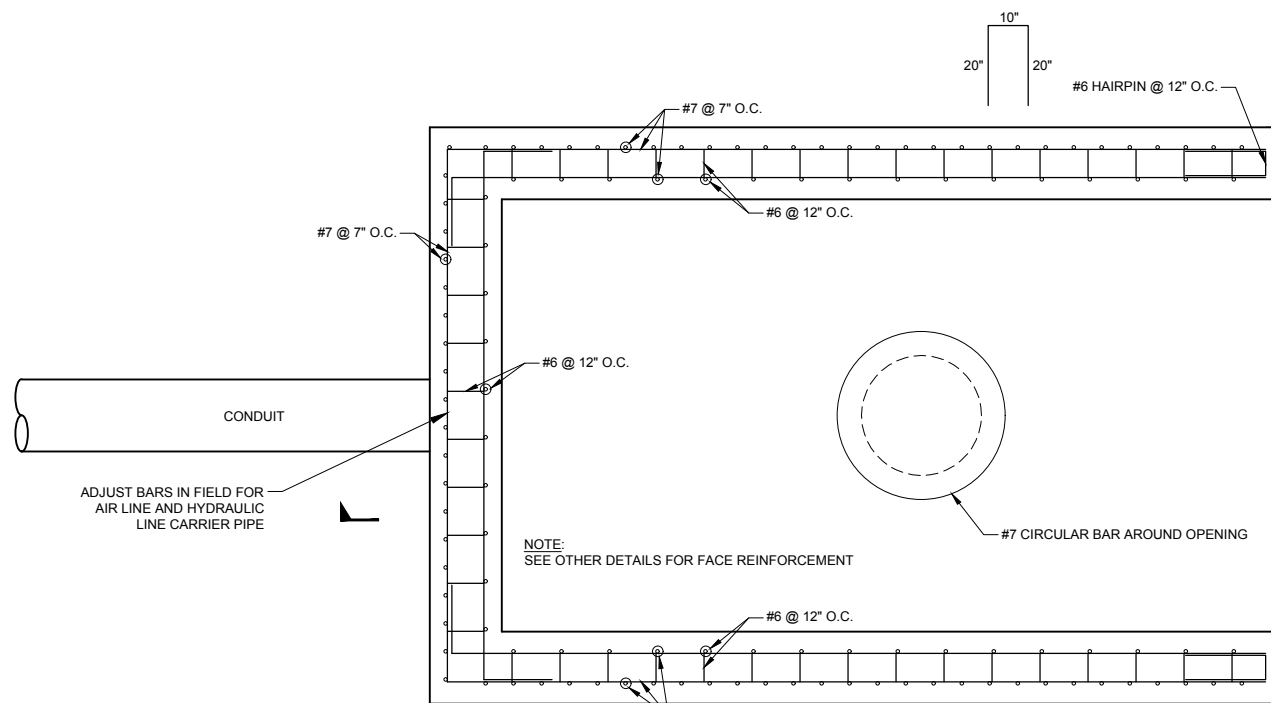 10"
20"
20"
#6 HAIRPIN @ 12" O.C.
#7 @ 7" O.C.
#6 @ 12" O.C.
#7 @ 7" O.C.
#6 @ 12" O.C.
CONDUIT
ADJUST BARS IN FIELD FOR
AIR LINE AND HYDRAULIC
LINE CARRIER PIPE
NOTE:
SEE OTHER DETAILS FOR FACE REINFORCEMENT
#7 CIRCULAR BAR AROUND OPENING
#6 @ 12" O.C.